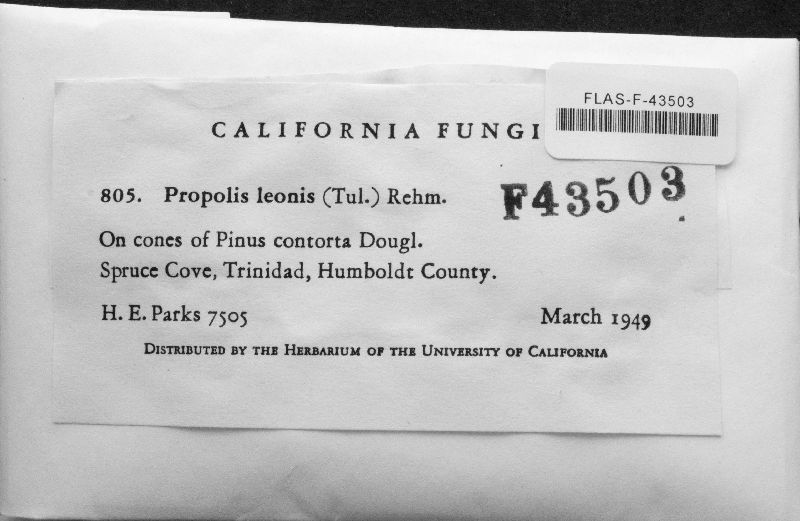 FLAS-F-43503
CALIFORNIA FUNGI
805. Propolis leonis (Tul.) Rehm.
F43503
On cones of Pinus contorta Dougl.
Spruce Cove, Trinidad, Humboldt County.
H. E. Parks 7505 March 1949
Distributed by the Herbarium of the University of California